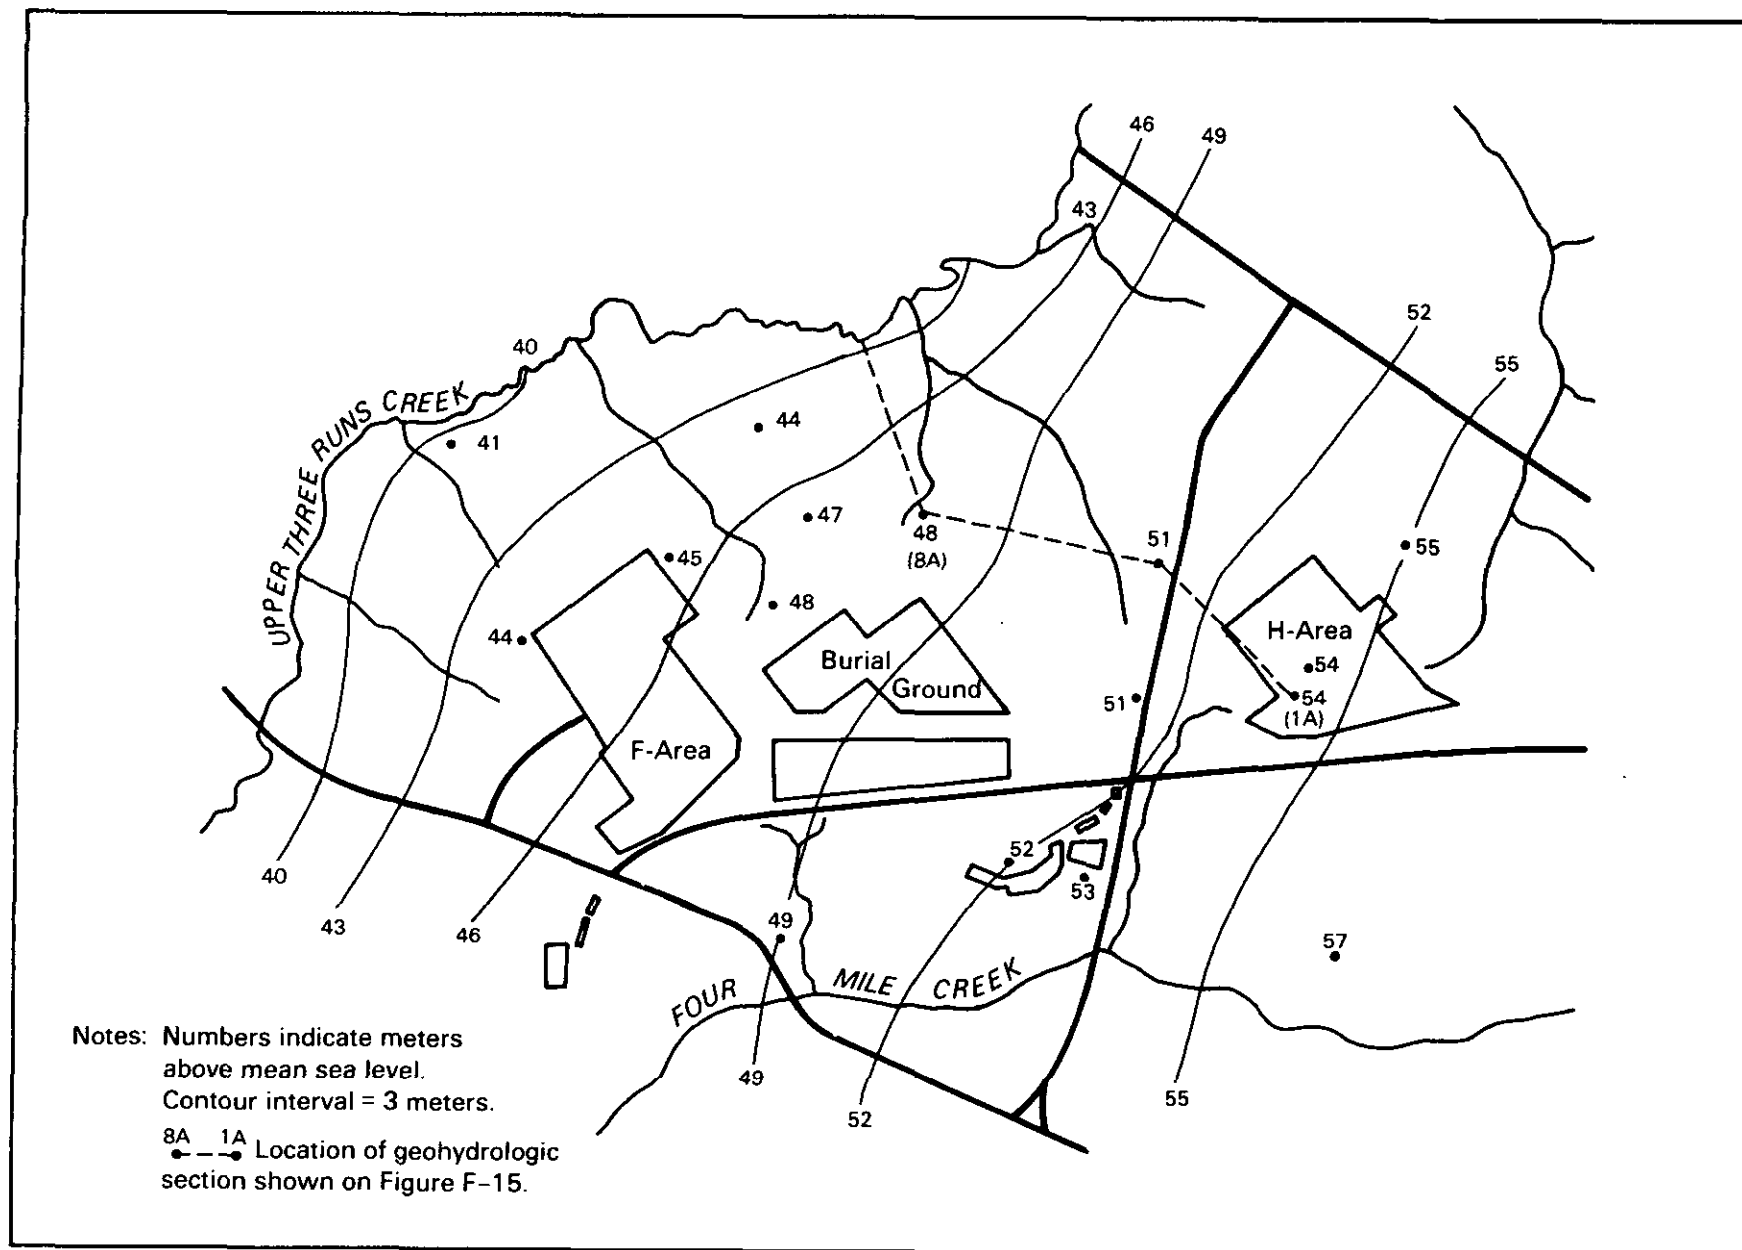 46
49
43
52
55
40
UPPER THREE RUNS CREEK
41
44
47
48
(8A)
51
55
45
48
44
H-Area
54
54
(1A)
Burial
Ground
51
F-Area
52
53
40
43
46
49
57
FOUR MILE CREEK
49
52
55
Notes: Numbers indicate meters
above mean sea level.
Contour interval = 3 meters.
8A 1A
Location of geohydrologic
section shown on Figure F-15.